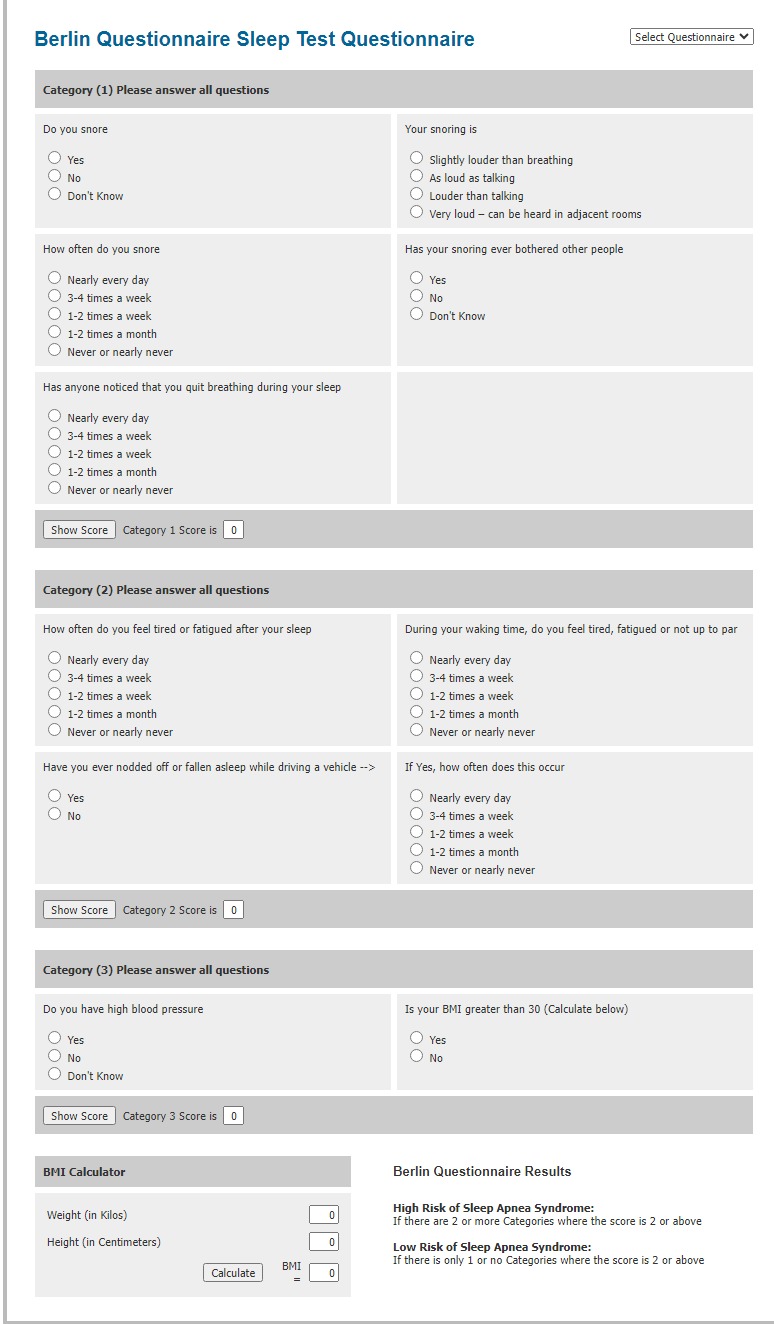 Berlin Questionnaire Sleep Test Questionnaire
Select Questionnaire
Category (1) Please answer all questions
Do you snore
Yes
No
Don't Know
Your snoring is
Slightly louder than breathing
As loud as talking
Louder than talking
Very loud – can be heard in adjacent rooms
How often do you snore
Nearly every day
3-4 times a week
1-2 times a week
1-2 times a month
Never or nearly never
Has your snoring ever bothered other people
Yes
No
Don't Know
Has anyone noticed that you quit breathing during your sleep
Nearly every day
3-4 times a week
1-2 times a week
1-2 times a month
Never or nearly never
Show Score Category 1 Score is 0
Category (2) Please answer all questions
How often do you feel tired or fatigued after your sleep
Nearly every day
3-4 times a week
1-2 times a week
1-2 times a month
Never or nearly never
During your waking time, do you feel tired, fatigued or not up to par
Nearly every day
3-4 times a week
1-2 times a week
1-2 times a month
Never or nearly never
Have you ever nodded off or fallen asleep while driving a vehicle -->
Yes
No
If Yes, how often does this occur
Nearly every day
3-4 times a week
1-2 times a week
1-2 times a month
Never or nearly never
Show Score Category 2 Score is 0
Category (3) Please answer all questions
Do you have high blood pressure
Yes
No
Don't Know
Is your BMI greater than 30 (Calculate below)
Yes
No
Show Score Category 3 Score is 0
BMI Calculator
Weight (in Kilos) 0
Height (in Centimeters) 0
Calculate BMI = 0
Berlin Questionnaire Results
High Risk of Sleep Apnea Syndrome:
If there are 2 or more Categories where the score is 2 or above
Low Risk of Sleep Apnea Syndrome:
If there is only 1 or no Categories where the score is 2 or above